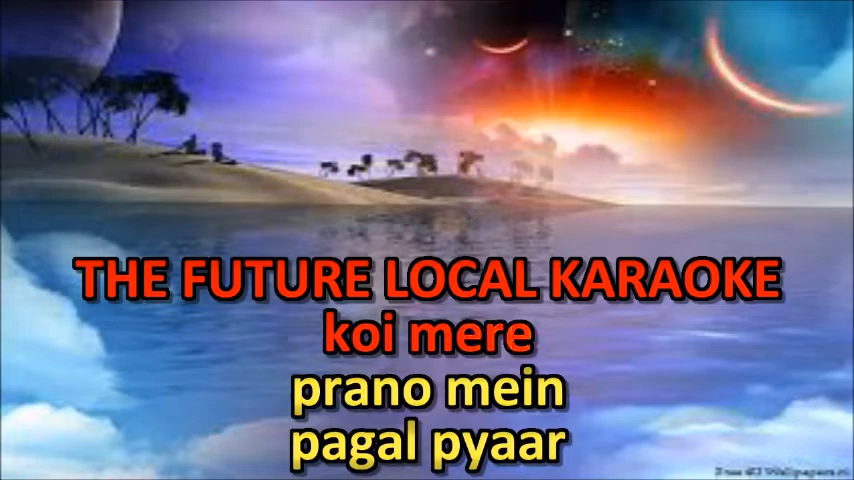 THE FUTURE LOCAL KARAOKE
koi mere
prano mein
pagal pyaar